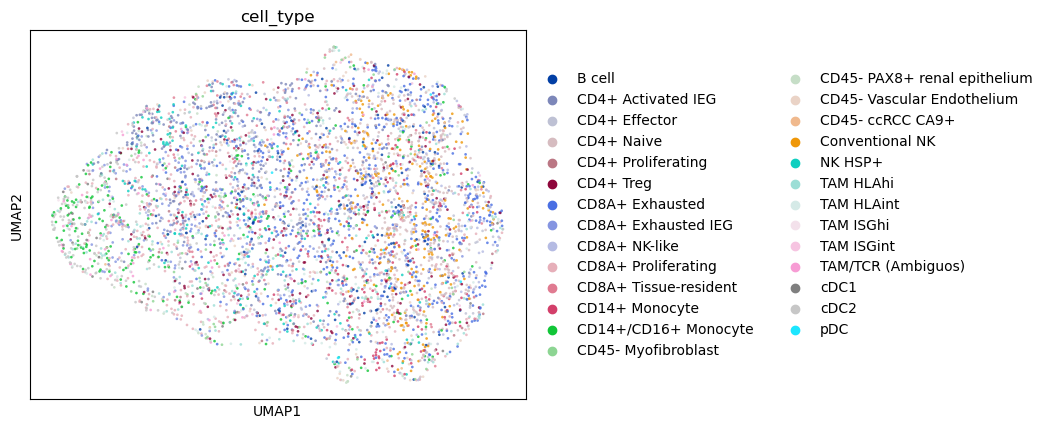 cell_type
UMAP2
UMAP1
B cell
CD4+ Activated IEG
CD4+ Effector
CD4+ Naive
CD4+ Proliferating
CD4+ Treg
CD8A+ Exhausted
CD8A+ Exhausted IEG
CD8A+ NK-like
CD8A+ Proliferating
CD8A+ Tissue-resident
CD14+ Monocyte
CD14+/CD16+ Monocyte
CD45- Myofibroblast
CD45- PAX8+ renal epithelium
CD45- Vascular Endothelium
CD45- ccRCC CA9+
Conventional NK
NK HSP+
TAM HLAhi
TAM HLAint
TAM ISGhi
TAM ISGint
TAM/TCR (Ambiguos)
cDC1
cDC2
pDC